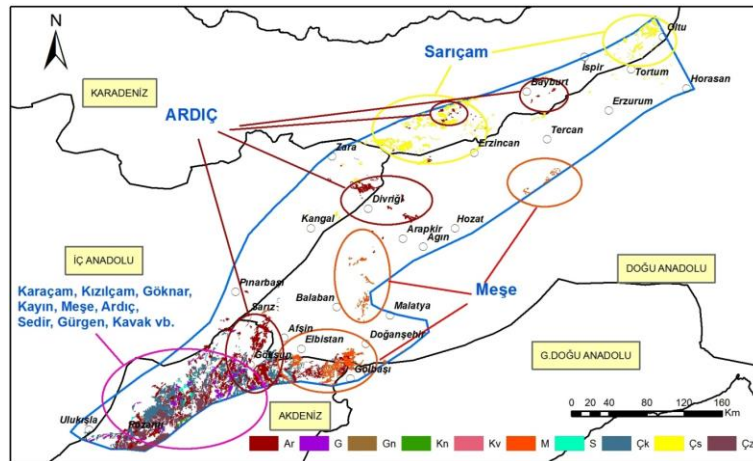 N
Sarıçam
Oltu
İspir
Tortum
Horasan
KARADENİZ
Bayburt
Erzurum
ARDIÇ
Tercan
Zara
Erzincan
Divriği
Kangal
Arapkir
Hozat
Ağın
İÇ ANADOLU
DOĞU ANADOLU
Karaçam, Kızılçam, Göknar,
Kayın, Meşe, Ardıç,
Sedir, Gürgen, Kavak vb.
Pınarbaşı
Meşe
Sarız
Balaban
Malatya
Afşin
Elbistan
Doğanşehir
Göksun
G.DOĞU ANADOLU
Gölbaşı
Ulukışla
Pozantı
AKDENİZ
0 20 40 80 120 160
Km
Ar G Gn Kn Kv M S Çk Çs Çz